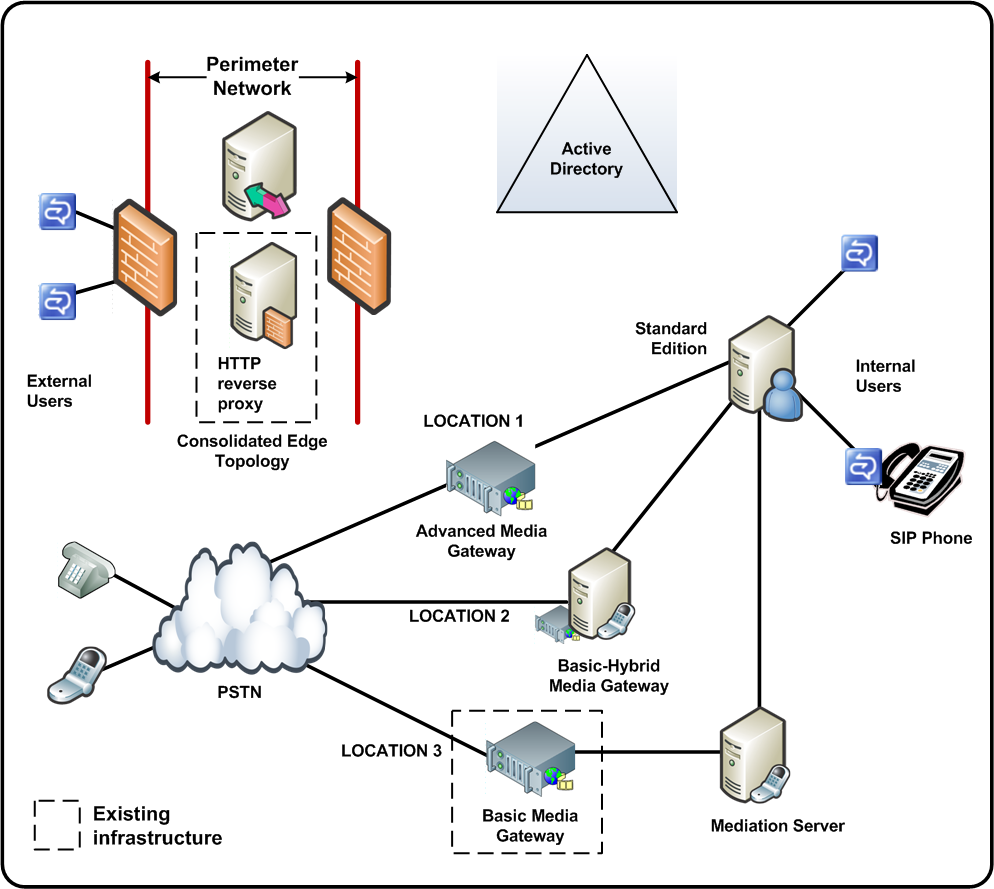 Perimeter
Network
Active
Directory
External
Users
HTTP
reverse
proxy
Consolidated Edge
Topology
Standard
Edition
Internal
Users
SIP Phone
LOCATION 1
Advanced Media
Gateway
LOCATION 2
Basic-Hybrid
Media Gateway
PSTN
LOCATION 3
Basic Media
Gateway
Mediation Server
Existing
infrastructure